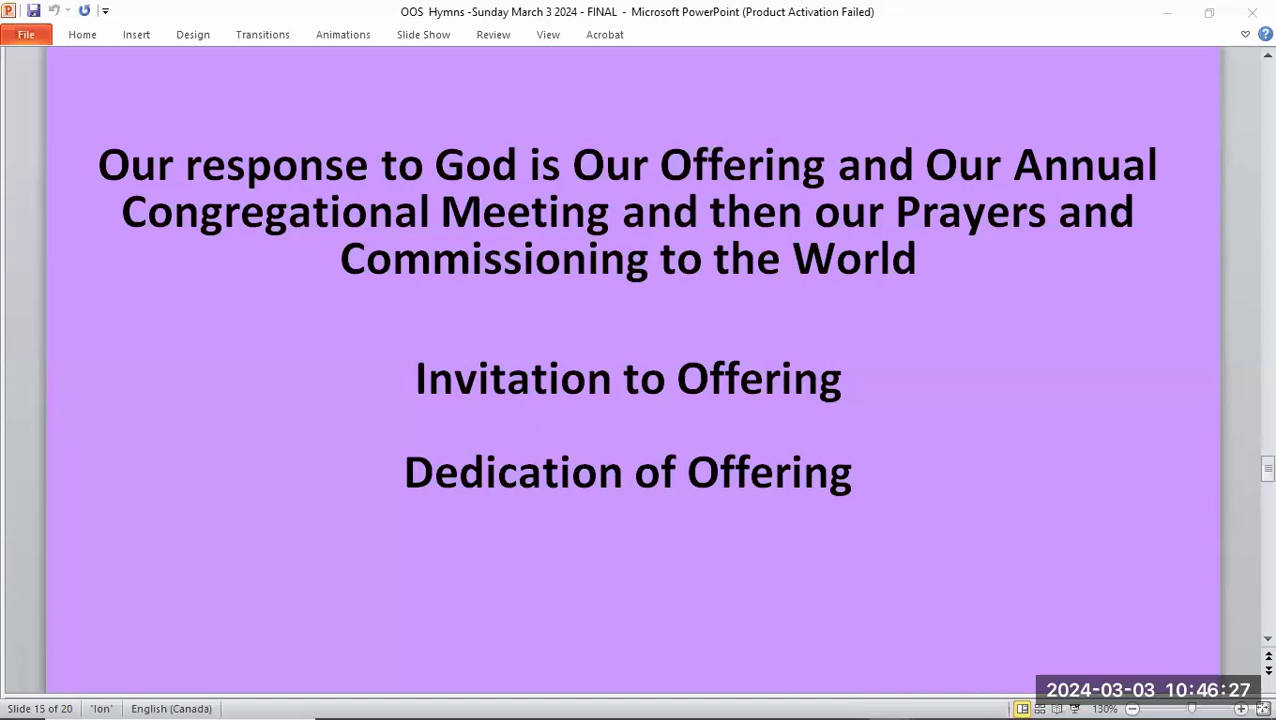 OOS Hymns -Sunday March 3 2024 - FINAL - Microsoft PowerPoint (Product Activation Failed)
File Home Insert Design Transitions Animations Slide Show Review View Acrobat
Our response to God is Our Offering and Our Annual
Congregational Meeting and then our Prayers and
Commissioning to the World
Invitation to Offering
Dedication of Offering
2024-03-03 10:46:27
Slide 15 of 20 "Ion" English (Canada) 130%